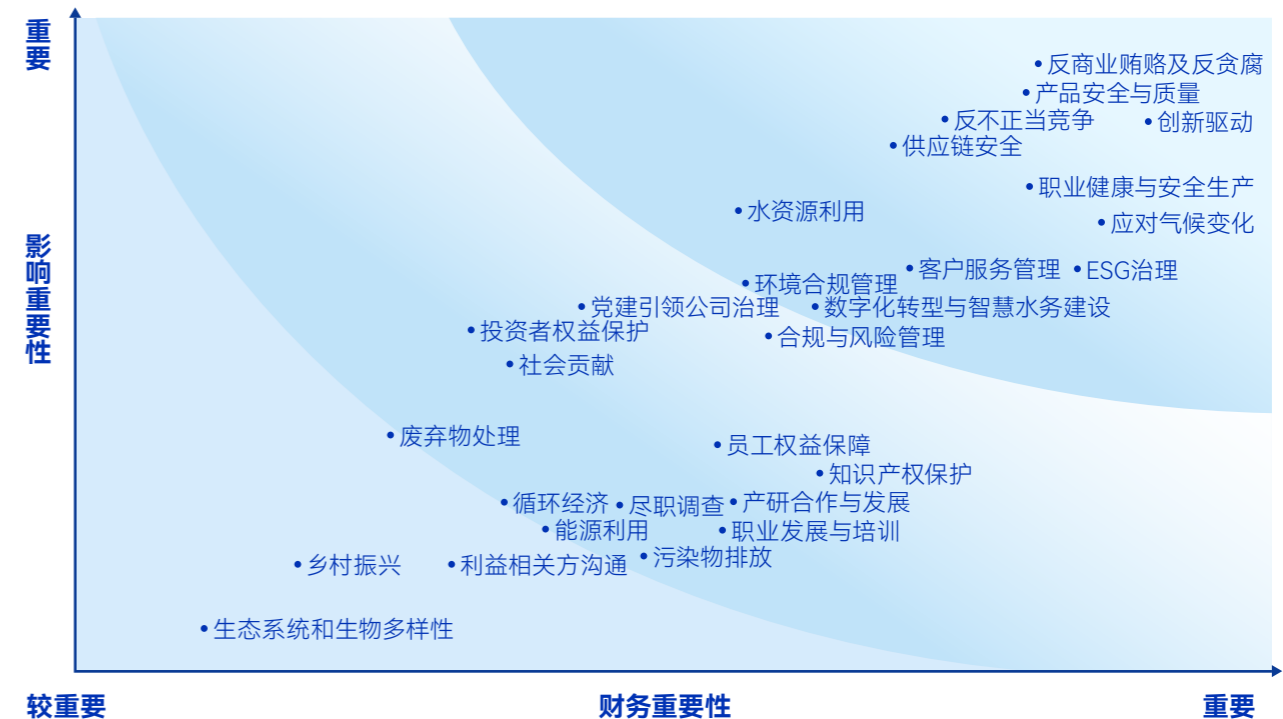 重要
影响重要性
•反商业贿赂及反贪腐
•产品安全与质量
•反不正当竞争
•创新驱动
•供应链安全
•职业健康与安全生产
•水资源利用
•应对气候变化
•客户服务管理
•ESG治理
•环境合规管理
•党建引领公司治理
•数字化转型与智慧水务建设
•投资者权益保护
•合规与风险管理
•社会贡献
•废弃物处理
•员工权益保障
•知识产权保护
•循环经济
•尽职调查
•产研合作与发展
•能源利用
•职业发展与培训
•污染物排放
•乡村振兴
•利益相关方沟通
•生态系统和生物多样性
较重要
财务重要性
重要